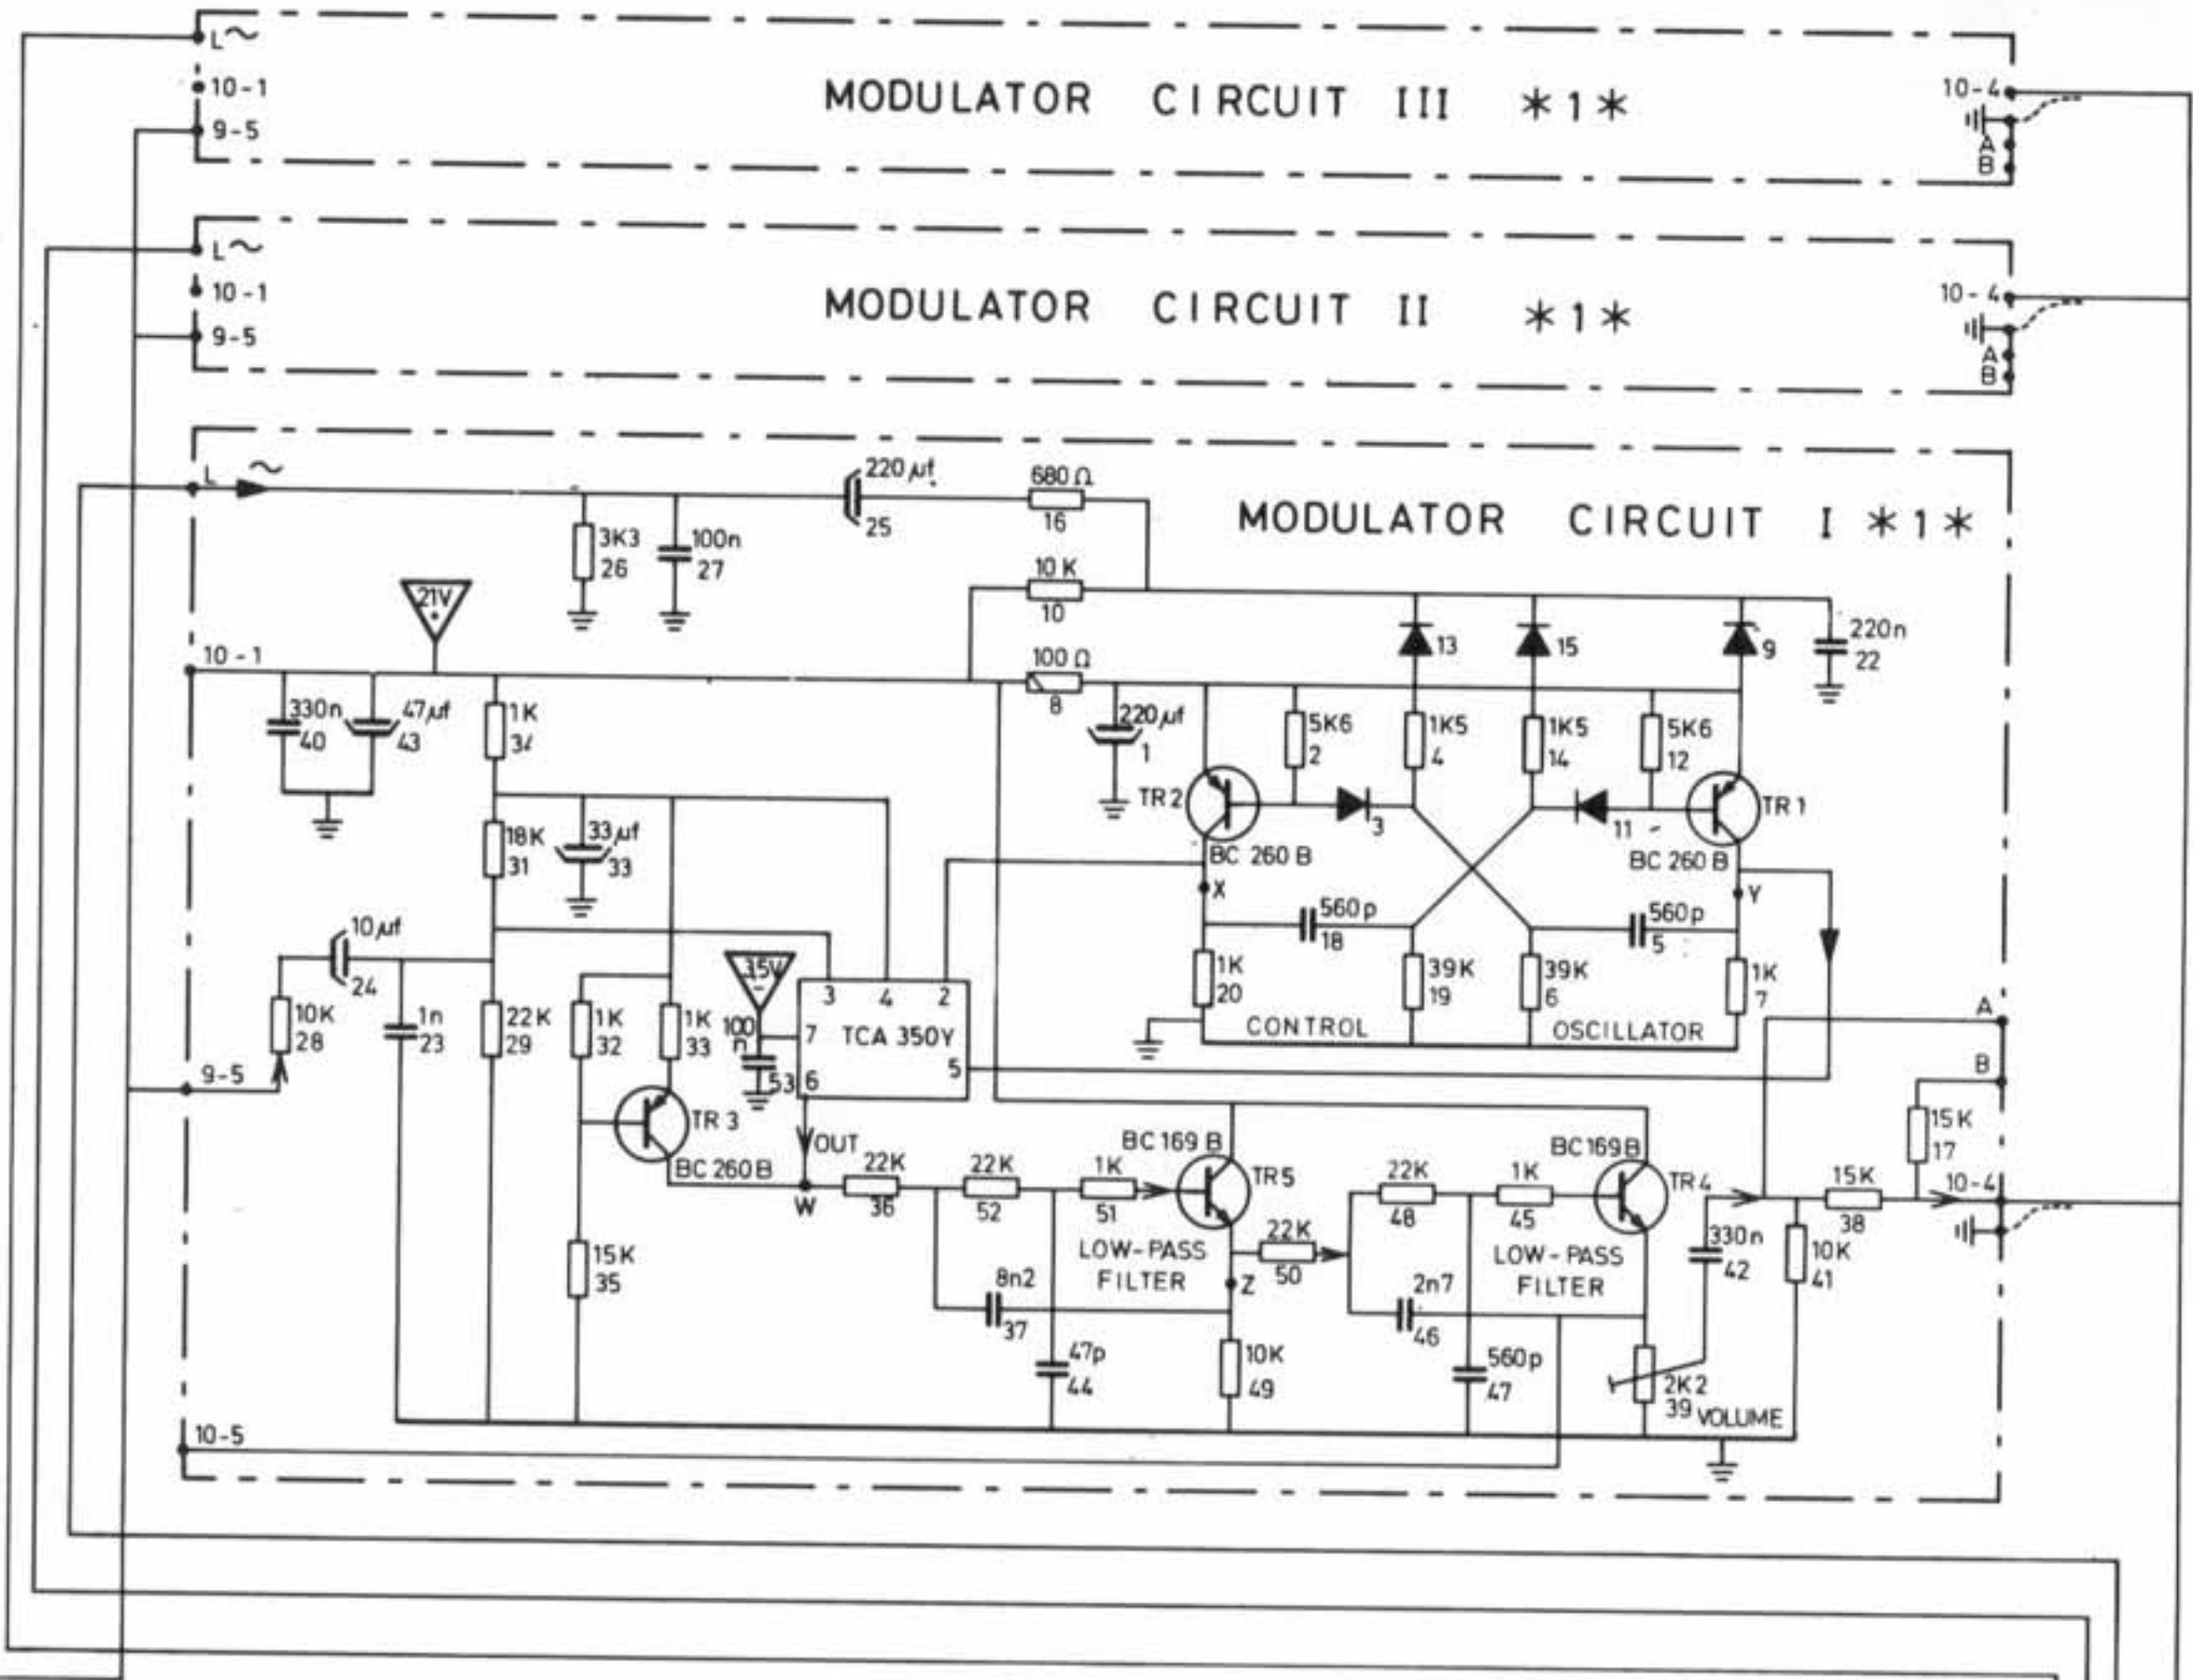 L~
10-1
9-5
MODULATOR CIRCUIT III *1*
10-4
A
B
L~
10-1
9-5
MODULATOR CIRCUIT II *1*
10-4
A
B
L ~
220µf
25
680Ω
16
MODULATOR CIRCUIT I *1*
3K3
26
100n
27
10K
10
21V
+
13
15
9
220n
22
10-1
100Ω
8
330n
40
47µf
43
1K
34
220µf
1
5K6
2
1K5
4
1K5
14
5K6
12
TR2
3
11
TR1
18K
31
33µf
33
BC 260 B
BC 260 B
X
Y
10µf
24
560p
18
560p
5
35V
-
10K
28
1n
23
22K
29
1K
32
1K
33
100n
53
3 4 2
7
TCA 350Y
6
5
1K
20
39K
19
39K
6
1K
7
CONTROL OSCILLATOR
A
B
9-5
TR3
BC 260B
OUT
W
22K
36
22K
52
1K
51
BC 169 B
TR5
22K
50
22K
48
1K
45
BC 169B
TR4
15K
17
10-4
15K
38
LOW-PASS
FILTER
Z
LOW-PASS
FILTER
330n
42
10K
41
15K
35
8n2
37
2n7
46
47p
44
10K
49
560p
47
2K2
39 VOLUME
10-5